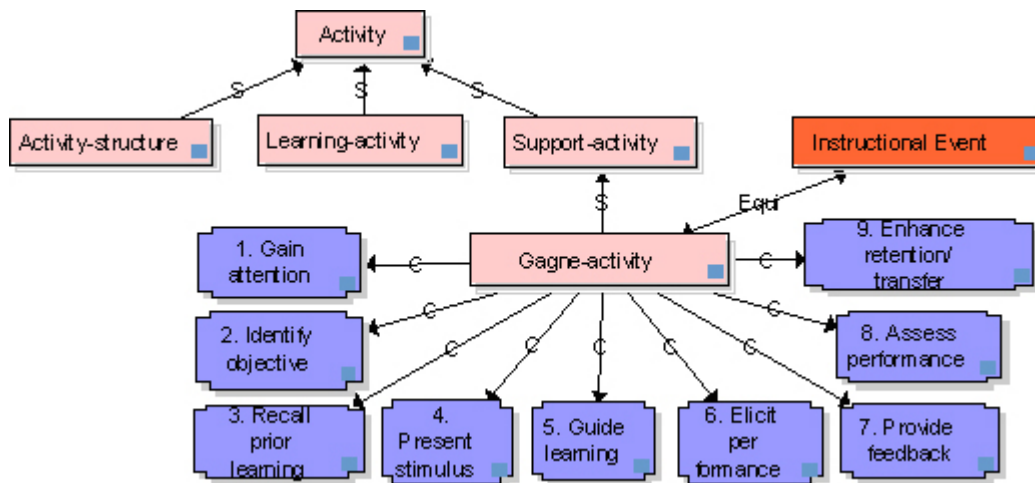 Activity
S
S
S
Activity-structure
Learning-activity
Support-activity
Instructional Event
S
Equi
1. Gain
attention
C
Gagne-activity
C
9. Enhance
retention/
transfer
2. Identify
objective
C
C
8. Assess
performance
C
C
C
C
C
3. Recall
prior
learning
4.
Present
stimulus
5. Guide
learning
6. Elicit
per
formance
7. Provide
feedback